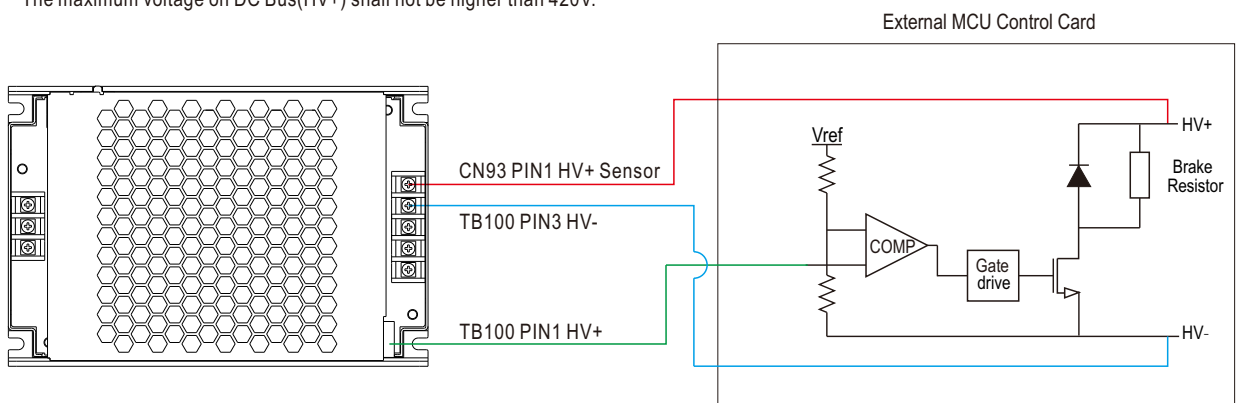 The maximum voltage on DC Bus(HV+) shall not be higher than 420V.
External MCU Control Card
CN93 PIN1 HV+ Sensor
TB100 PIN3 HV-
TB100 PIN1 HV+
Vref
COMP
Gate
drive
HV+
Brake
Resistor
HV-